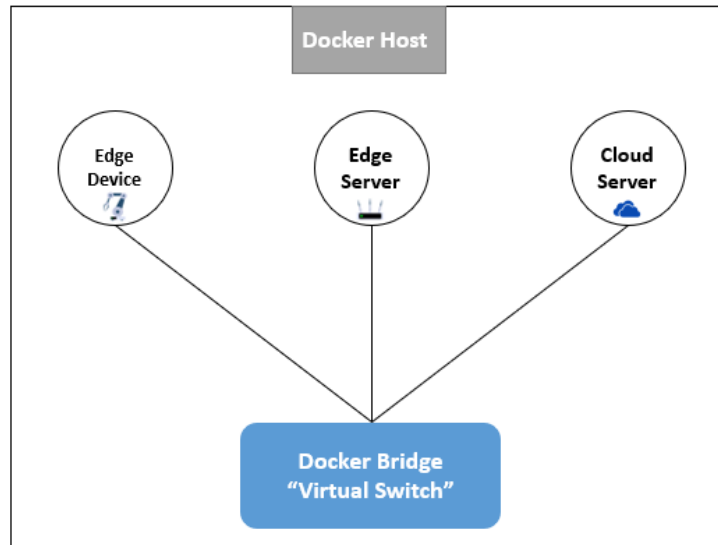 Docker Host
Edge
Device
Edge
Server
Cloud
Server
Docker Bridge
“Virtual Switch”